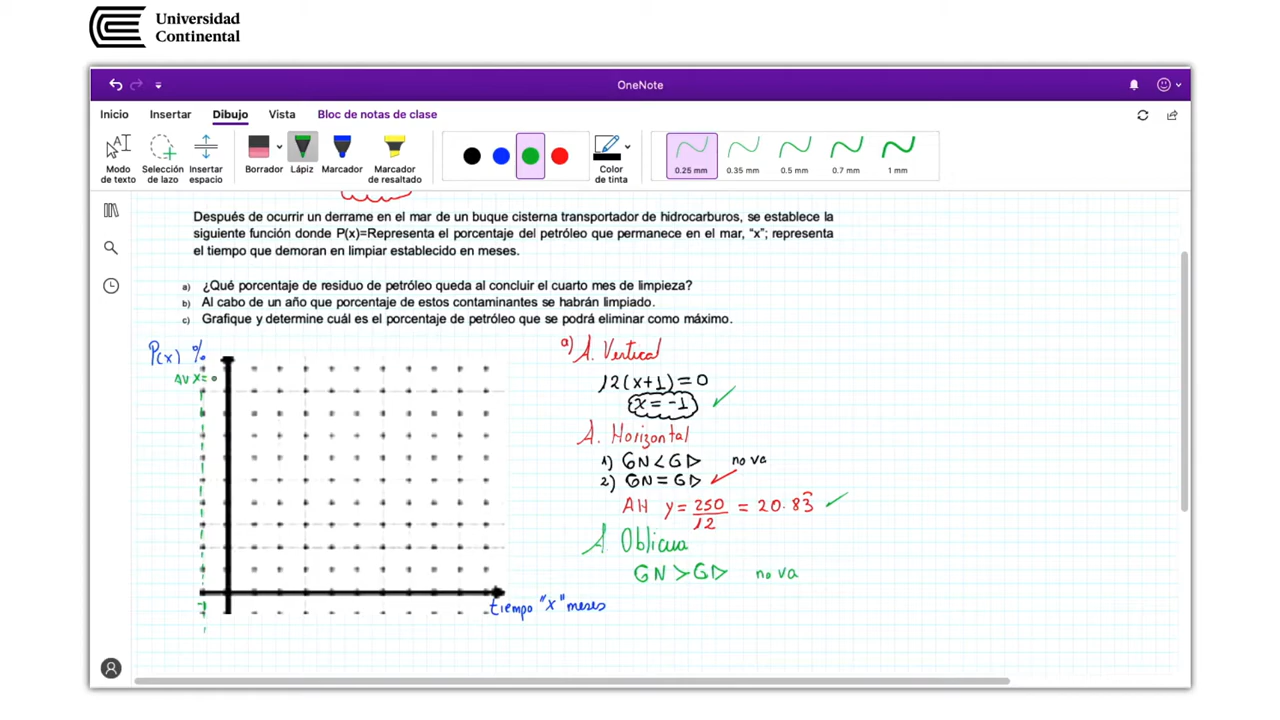 Universidad
Continental
OneNote
Inicio Insertar Dibujo Vista Bloc de notas de clase
Modo de texto
Selección de lazo
Insertar espacio
Borrador
Lápiz
Marcador
Marcador de resaltado
Color de tinta
0.25 mm 0.35 mm 0.5 mm 0.7 mm 1 mm
Después de ocurrir un derrame en el mar de un buque cisterna transportador de hidrocarburos, se establece la
siguiente función donde P(x)=Representa el porcentaje del petróleo que permanece en el mar, “x”; representa
el tiempo que demoran en limpiar establecido en meses.
a) ¿Qué porcentaje de residuo de petróleo queda al concluir el cuarto mes de limpieza?
b) Al cabo de un año que porcentaje de estos contaminantes se habrán limpiado.
c) Grafique y determine cuál es el porcentaje de petróleo que se podrá eliminar como máximo.
P(x) %
AV X=
-1
tiempo "x" meses
a) A. Vertical
12(x+1)=0
x = -1
A. Horizontal
1) GN < GD no va
2) GN = GD
AH y = 250/12 = 20.83̂
A. Oblicua
GN > GD no va